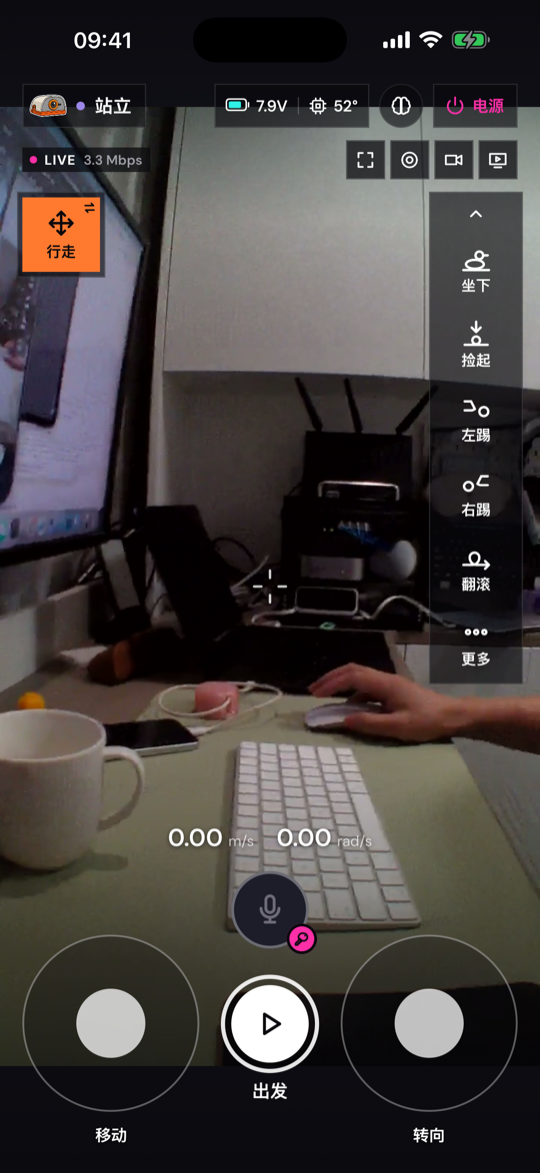 09:41
站立
7.9V
52°
电源
LIVE 3.3 Mbps
行走
坐下
捡起
左踢
右踢
翻滚
更多
0.00 m/s 0.00 rad/s
出发
移动
转向